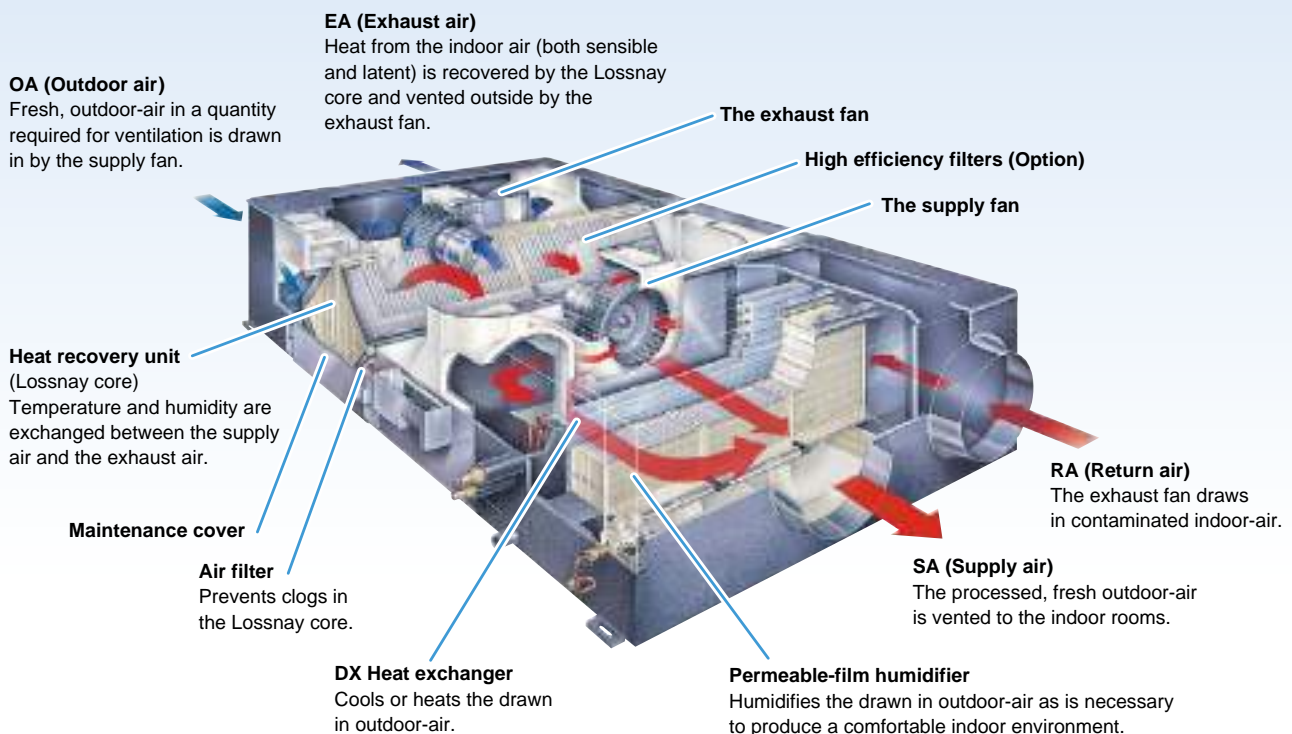 EA (Exhaust air)
Heat from the indoor air (both sensible
and latent) is recovered by the Lossnay
core and vented outside by the
exhaust fan.
OA (Outdoor air)
Fresh, outdoor-air in a quantity
required for ventilation is drawn
in by the supply fan.
The exhaust fan
High efficiency filters (Option)
The supply fan
Heat recovery unit
(Lossnay core)
Temperature and humidity are
exchanged between the supply
air and the exhaust air.
Maintenance cover
Air filter
Prevents clogs in
the Lossnay core.
RA (Return air)
The exhaust fan draws
in contaminated indoor-air.
SA (Supply air)
The processed, fresh outdoor-air
is vented to the indoor rooms.
DX Heat exchanger
Cools or heats the drawn
in outdoor-air.
Permeable-film humidifier
Humidifies the drawn in outdoor-air as is necessary
to produce a comfortable indoor environment.